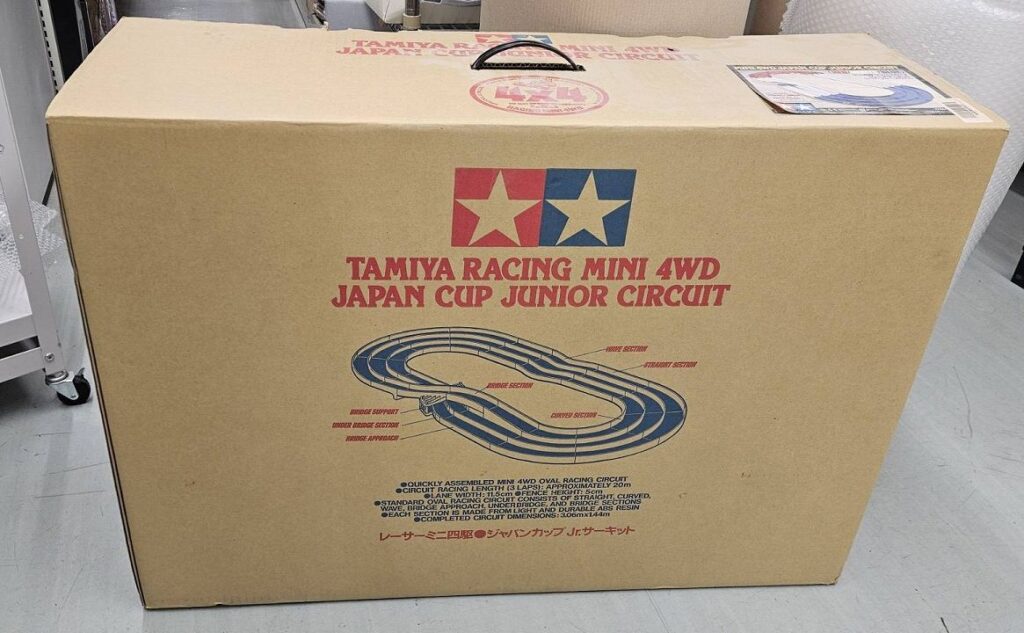 TAMIYA RACING MINI 4WD
JAPAN CUP JUNIOR CIRCUIT
4x4
TAMIYA RACING MINI 4WD
JAPAN CUP JUNIOR CIRCUIT
WAVE SECTION
STRAIGHT SECTION
BRIDGE SECTION
CURVED SECTION
BRIDGE SUPPORT
UNDER BRIDGE SECTION
BRIDGE APPROACH
●QUICKLY ASSEMBLED MINI 4WD OVAL RACING CIRCUIT
●CIRCUIT RACING LENGTH (3 LAPS): APPROXIMATELY 20m
●LANE WIDTH: 11.5cm ●FENCE HEIGHT: 5cm
●STANDARD OVAL RACING CIRCUIT CONSISTS OF STRAIGHT, CURVED,
WAVE, BRIDGE APPROACH, UNDERBRIDGE, AND BRIDGE SECTIONS
●EACH SECTION IS MADE FROM LIGHT AND DURABLE ABS RESIN
●COMPLETED CIRCUIT DIMENSIONS: 3.06m×1.44m
レーサーミニ四駆●ジャパンカップ Jr.サーキット